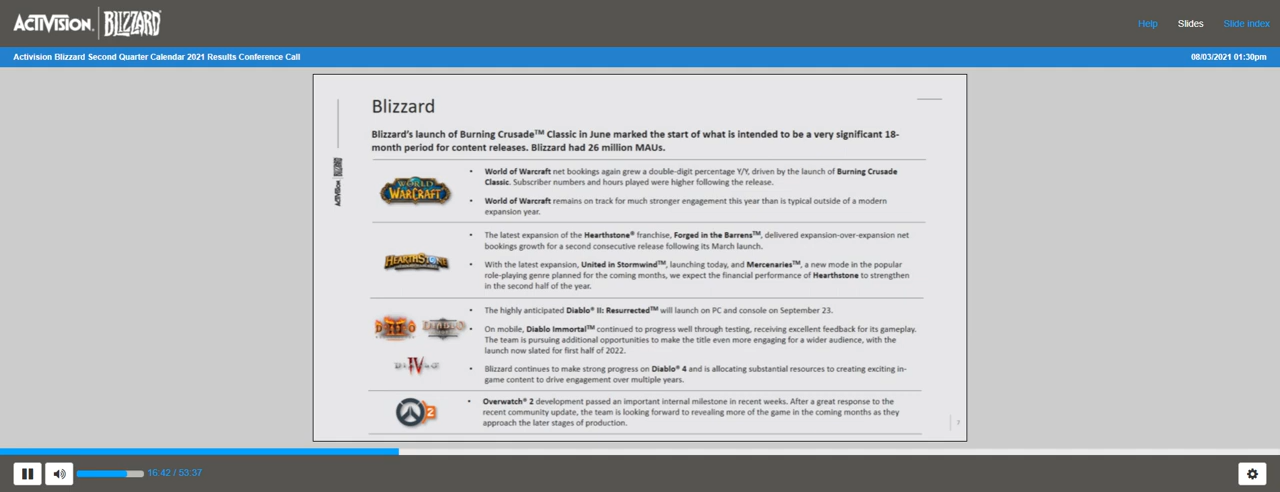 ACTIVISION | BLIZZARD
Help Slides Slide index
Activision Blizzard Second Quarter Calendar 2021 Results Conference Call 08/03/2021 01:30pm
Blizzard
Blizzard's launch of Burning Crusade™ Classic in June marked the start of what is intended to be a very significant 18-
month period for content releases. Blizzard had 26 million MAUs.
ACTIVISION | BLIZZARD
WORLD
WARCRAFT
• World of Warcraft net bookings again grew a double-digit percentage Y/Y, driven by the launch of Burning Crusade
Classic. Subscriber numbers and hours played were higher following the release.
• World of Warcraft remains on track for much stronger engagement this year than is typical outside of a modern
expansion year.
HEARTHSTONE
• The latest expansion of the Hearthstone® franchise, Forged in the Barrens™, delivered expansion-over-expansion net
bookings growth for a second consecutive release following its March launch.
• With the latest expansion, United in Stormwind™, launching today, and Mercenaries™, a new mode in the popular
role-playing genre planned for the coming months, we expect the financial performance of Hearthstone to strengthen
in the second half of the year.
DIABLO
• The highly anticipated Diablo® II: Resurrected™ will launch on PC and console on September 23.
• On mobile, Diablo Immortal™ continued to progress well through testing, receiving excellent feedback for its gameplay.
The team is pursuing additional opportunities to make the title even more engaging for a wider audience, with the
launch now slated for first half of 2022.
DIABLO IV
• Blizzard continues to make strong progress on Diablo® 4 and is allocating substantial resources to creating exciting in-
game content to drive engagement over multiple years.
2
• Overwatch® 2 development passed an important internal milestone in recent weeks. After a great response to the
recent community update, the team is looking forward to revealing more of the game in the coming months as they
approach the later stages of production.
7
16:42 / 53:37